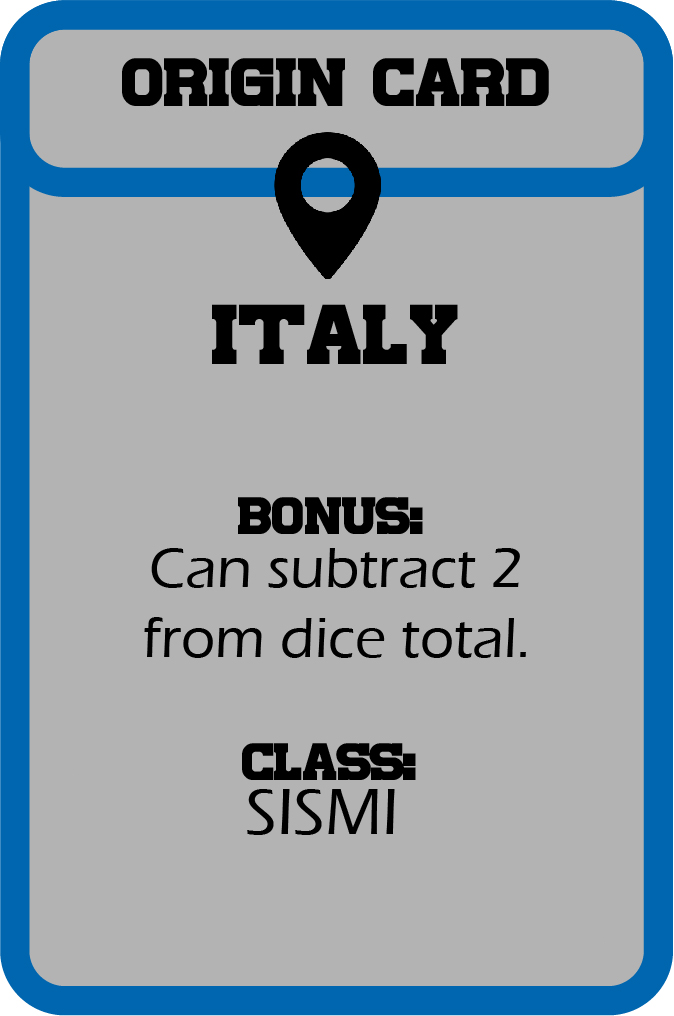 ORIGIN CARD
ITALY
BONUS:
Can subtract 2
from dice total.
CLASS:
SISMI